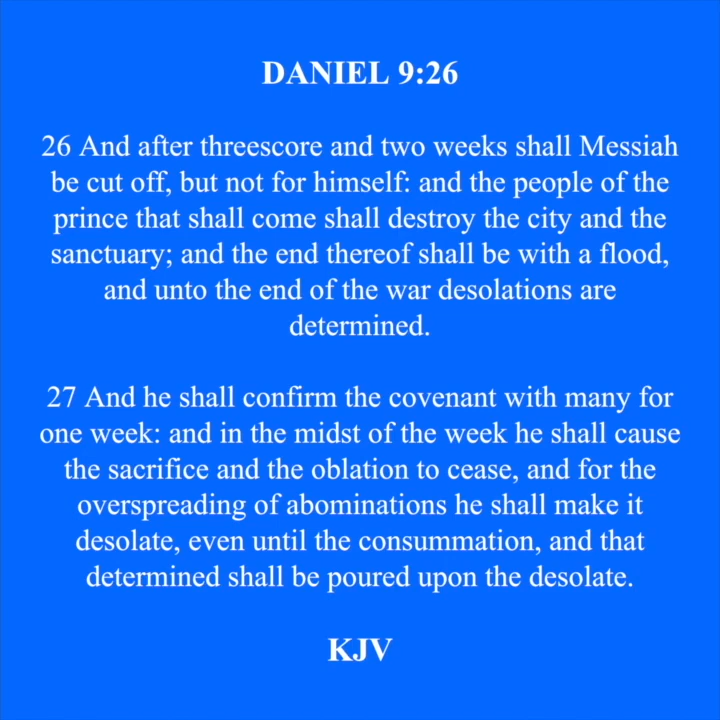 DANIEL 9:26
26 And after threescore and two weeks shall Messiah
be cut off, but not for himself: and the people of the
prince that shall come shall destroy the city and the
sanctuary; and the end thereof shall be with a flood,
and unto the end of the war desolations are
determined.
27 And he shall confirm the covenant with many for
one week: and in the midst of the week he shall cause
the sacrifice and the oblation to cease, and for the
overspreading of abominations he shall make it
desolate, even until the consummation, and that
determined shall be poured upon the desolate.
KJV